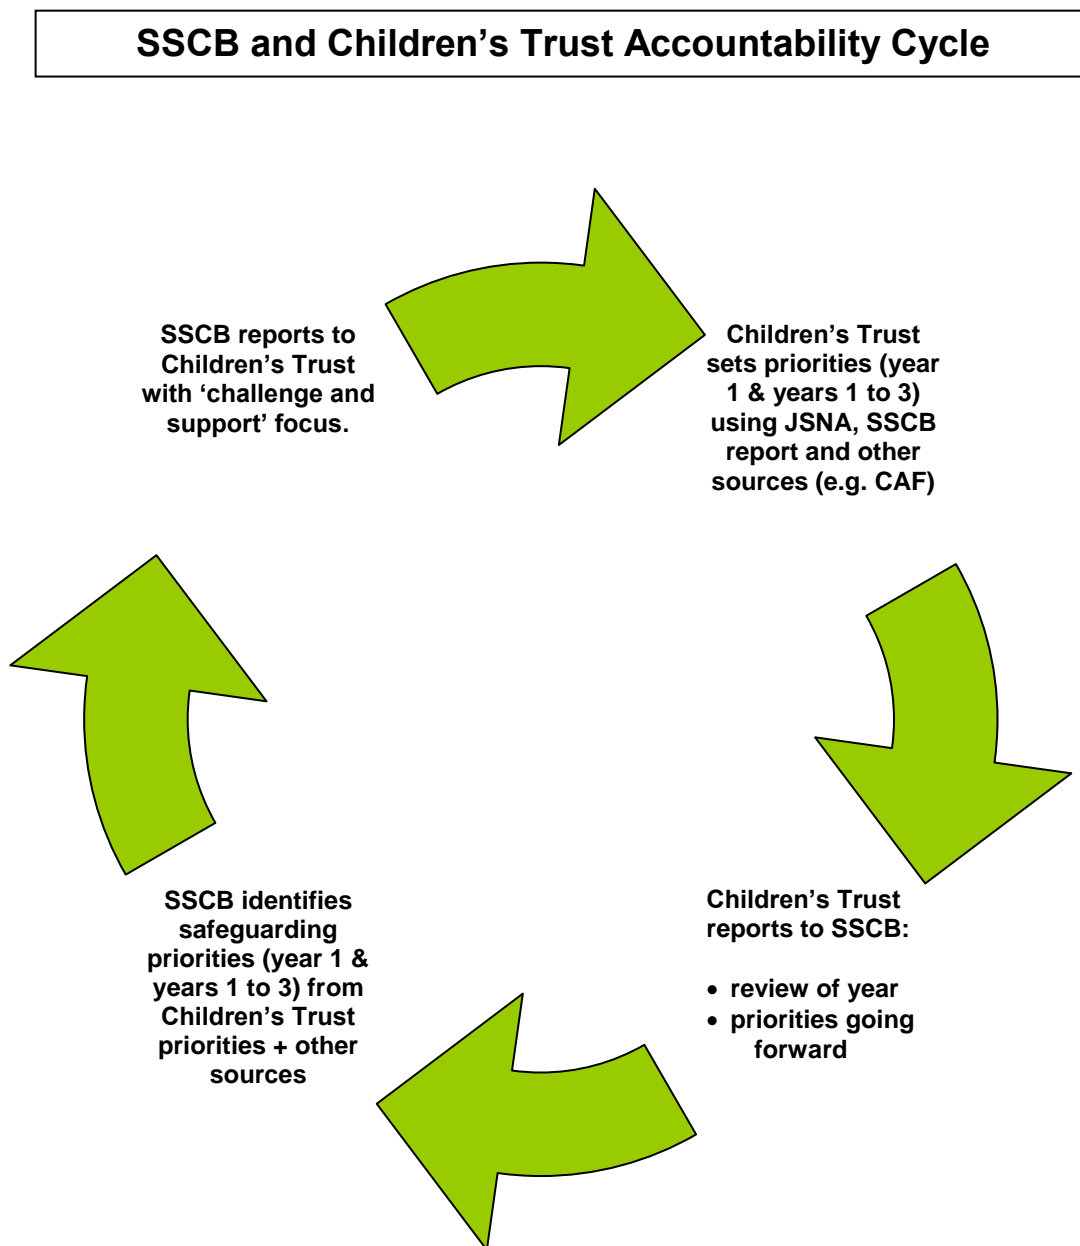 SSCB and Children’s Trust Accountability Cycle
SSCB reports to
Children’s Trust
with ‘challenge and
support’ focus.
Children’s Trust
sets priorities (year
1 & years 1 to 3)
using JSNA, SSCB
report and other
sources (e.g. CAF)
Children’s Trust
reports to SSCB:
• review of year
• priorities going
forward
SSCB identifies
safeguarding
priorities (year 1 &
years 1 to 3) from
Children’s Trust
priorities + other
sources